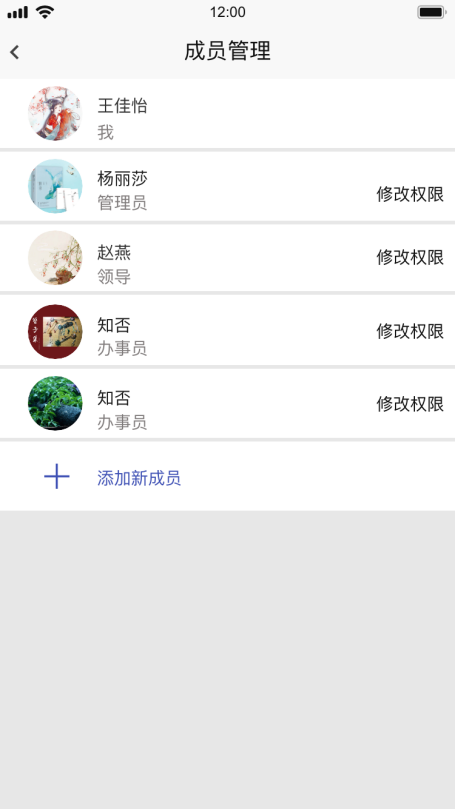 12:00
成员管理
王佳怡
我
杨丽莎
管理员
修改权限
赵燕
领导
修改权限
知否
办事员
修改权限
知否
办事员
修改权限
添加新成员